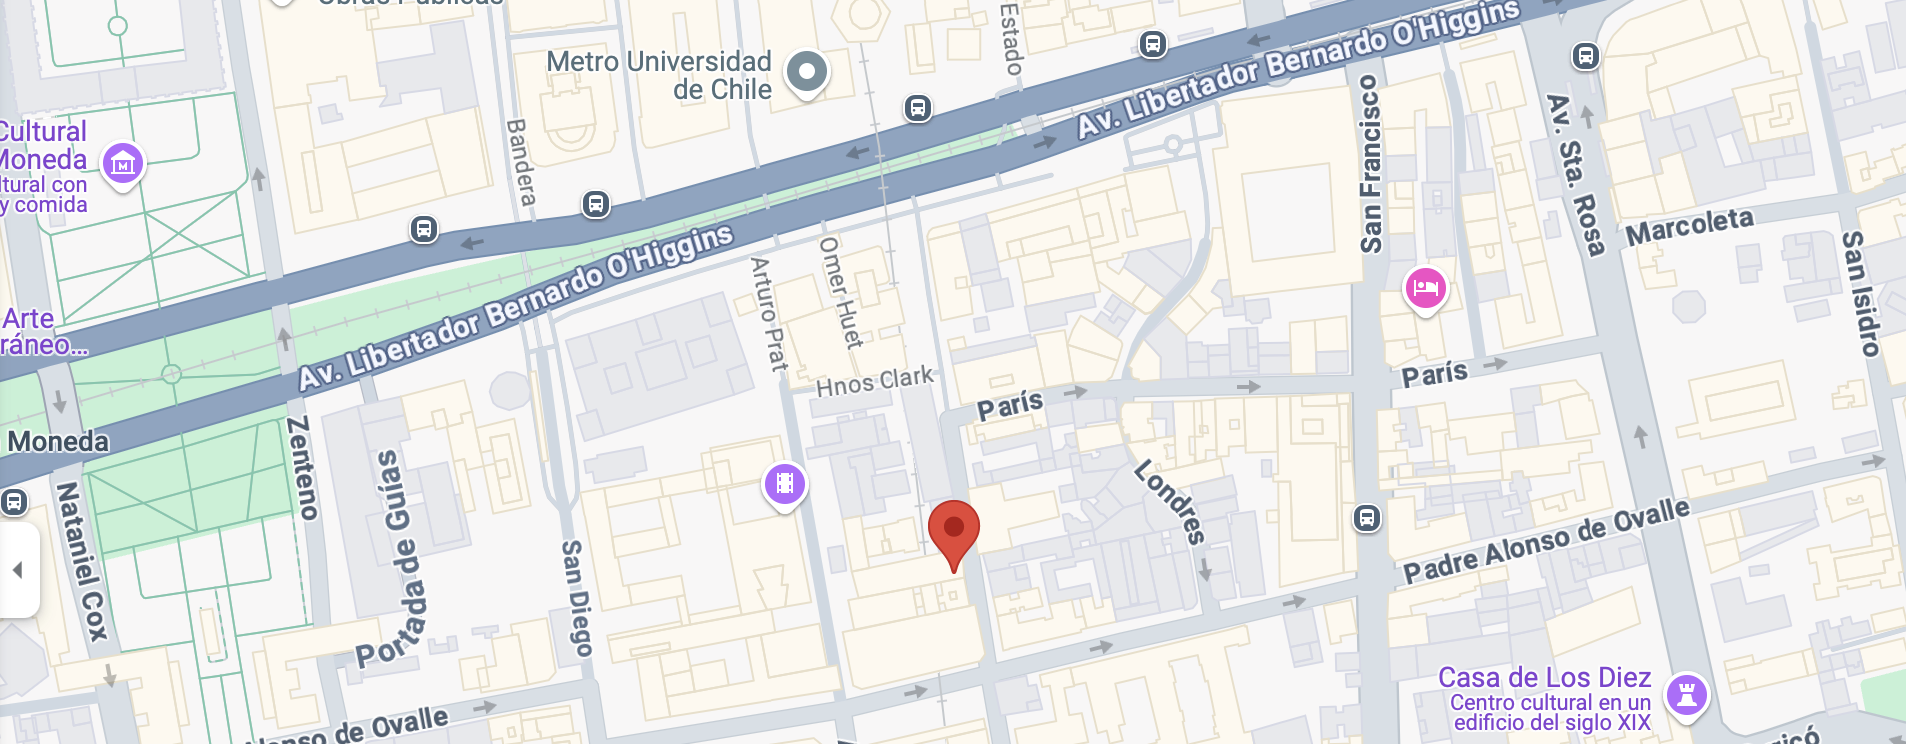 Obras Públicas
Metro Universidad
de Chile
Estado
Bandera
Av. Libertador Bernardo O'Higgins
San Francisco
Av. Sta. Rosa
Marcoleta
San Isidro
Cultural
Moneda
ltural con
y comida
Arte
ráneo...
Av. Libertador Bernardo O'Higgins
Arturo Prat
Omer Huet
Hnos Clark
París
París
Moneda
Nataniel Cox
Zenteno
Portada de Guías
San Diego
Londres
Padre Alonso de Ovalle
Alonso de Ovalle
Casa de Los Diez
Centro cultural en un
edificio del siglo XIX
icó